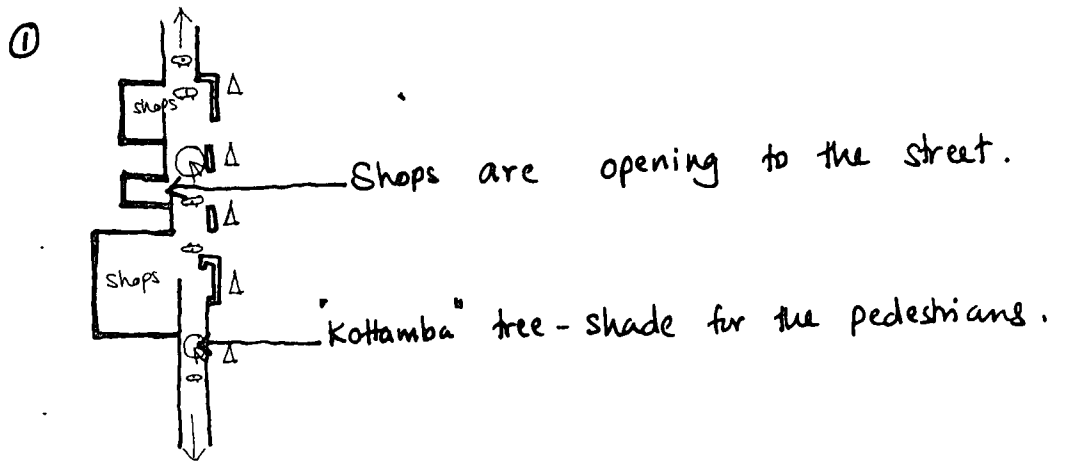 ①
shops
Shops are opening to the street.
shops
"Kottamba" tree - shade for the pedestrians.